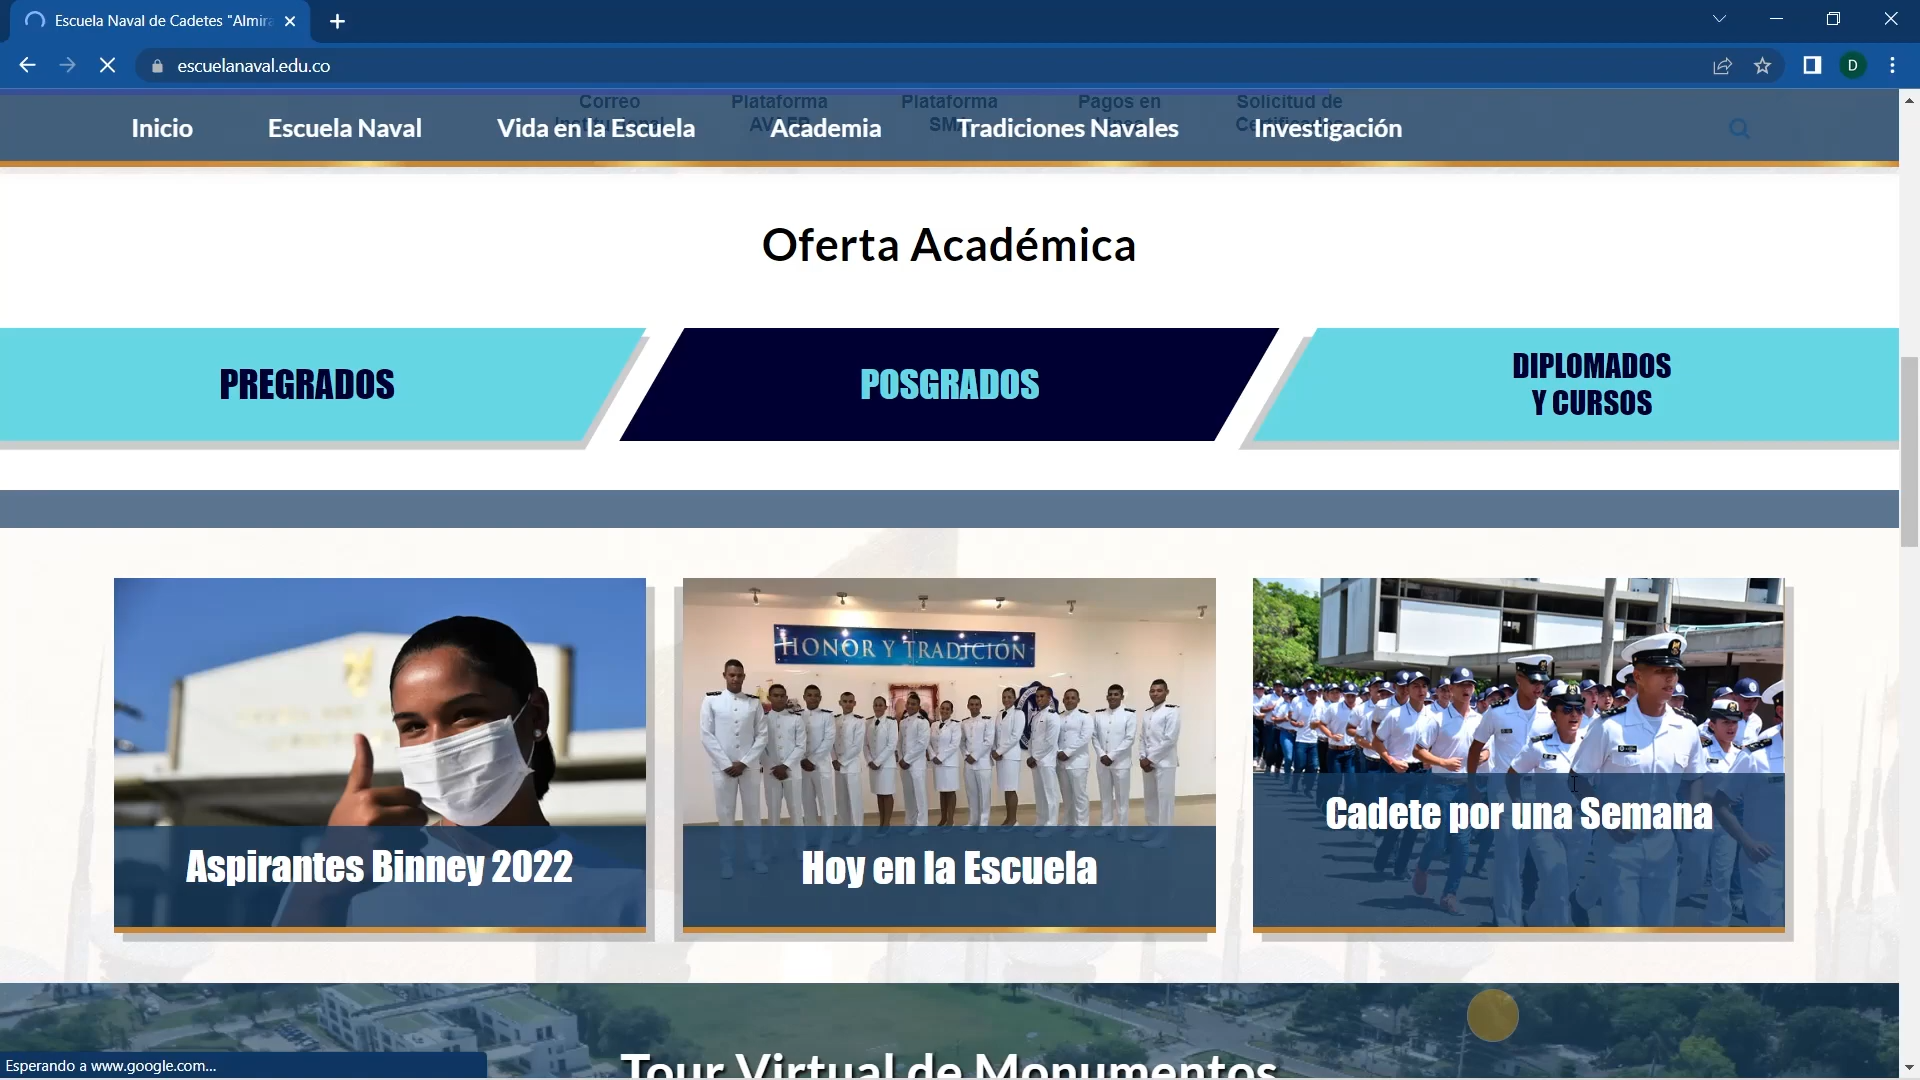 Escuela Naval de Cadetes "Almira
escuelanaval.edu.co
D
Correo
Plataforma
Plataforma
Pagos en
Solicitud de
Inicio
Escuela Naval
Vida en la Escuela
Academia
Tradiciones Navales
Investigación
Oferta Académica
PREGRADOS
POSGRADOS
DIPLOMADOS
Y CURSOS
HONOR Y TRADICIÓN
Aspirantes Binney 2022
Hoy en la Escuela
Cadete por una Semana
Tour Virtual de Monumentos
Esperando a www.google.com...